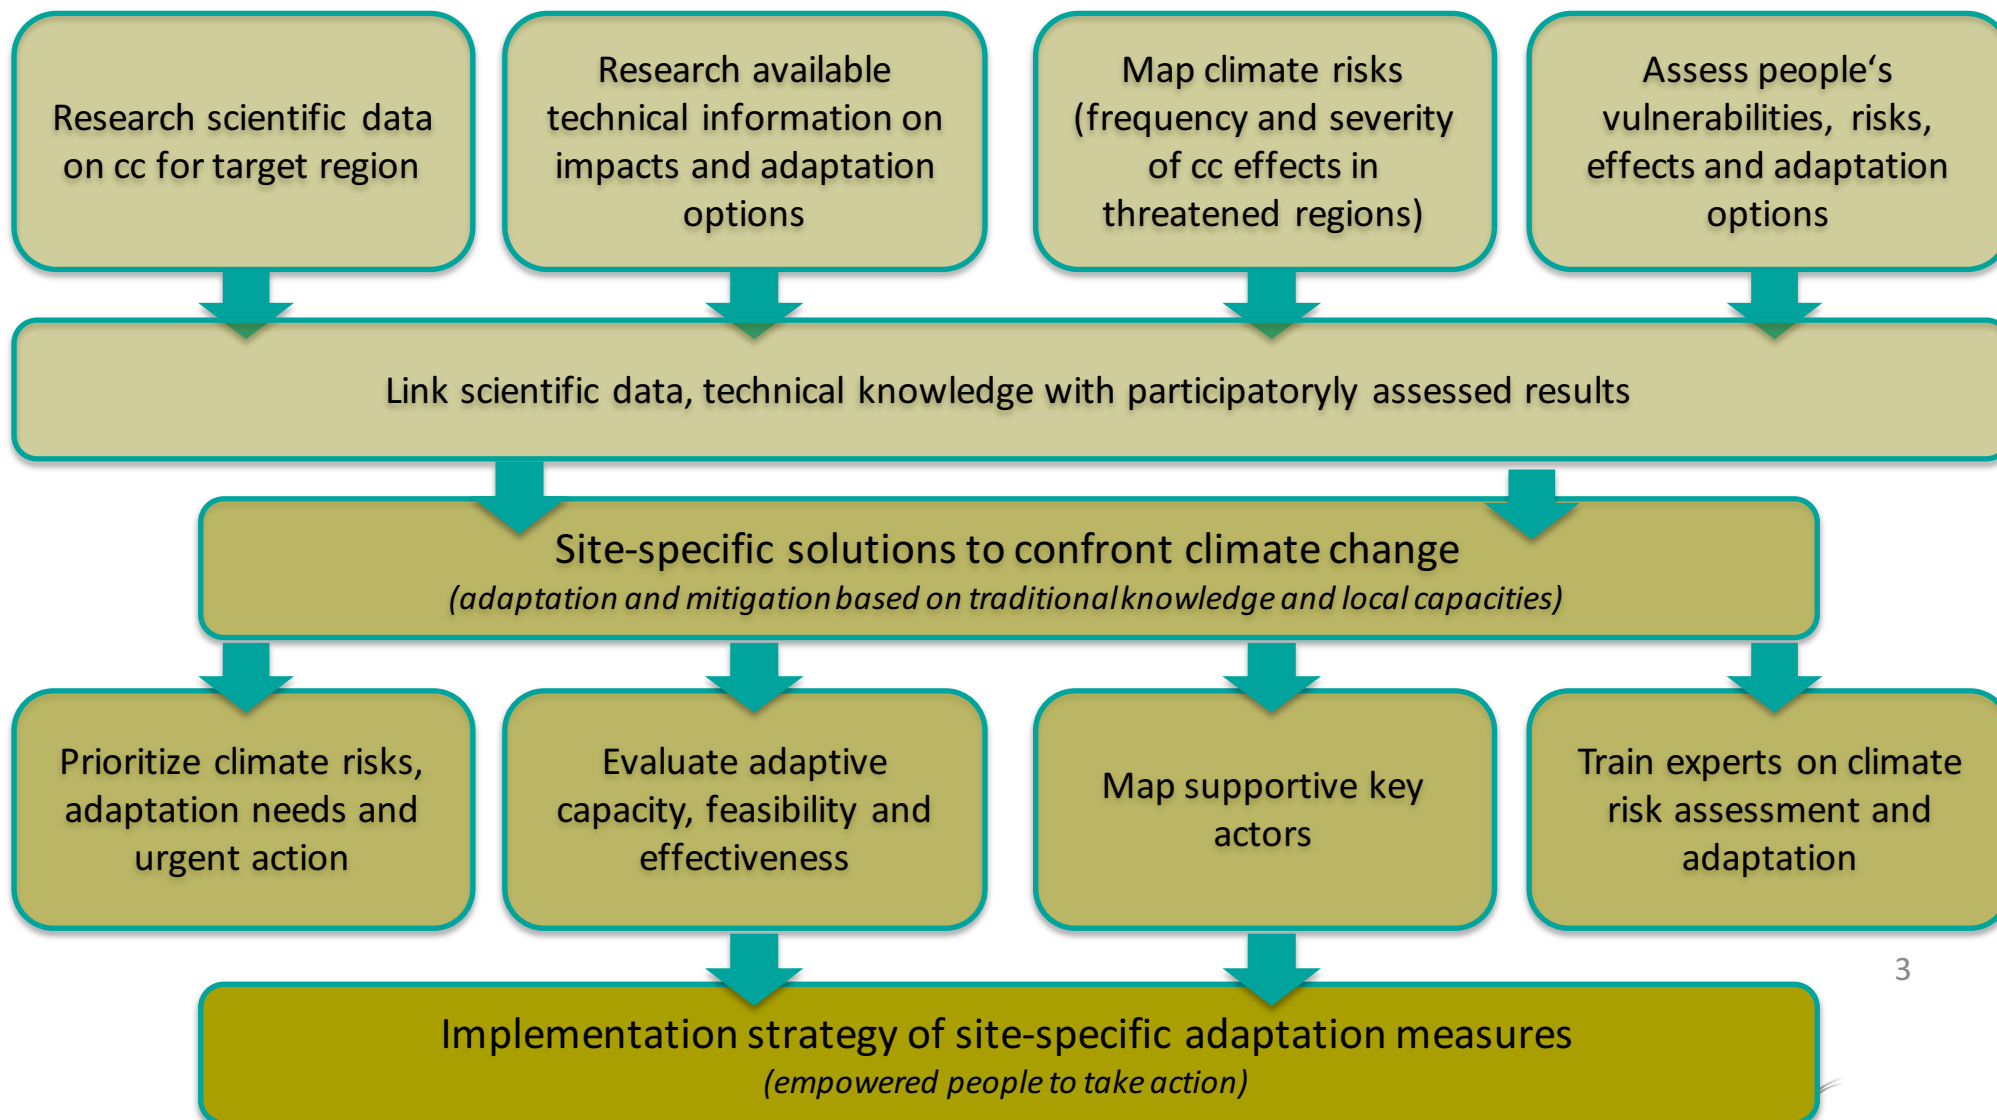 Research scientific data
on cc for target region
Research available
technical information on
impacts and adaptation
options
Map climate risks
(frequency and severity
of cc effects in
threatened regions)
Assess people‘s
vulnerabilities, risks,
effects and adaptation
options
Link scientific data, technical knowledge with participatoryly assessed results
Site-specific solutions to confront climate change
(adaptation and mitigation based on traditional knowledge and local capacities)
Prioritize climate risks,
adaptation needs and
urgent action
Evaluate adaptive
capacity, feasibility and
effectiveness
Map supportive key
actors
Train experts on climate
risk assessment and
adaptation
3
Implementation strategy of site-specific adaptation measures
(empowered people to take action)